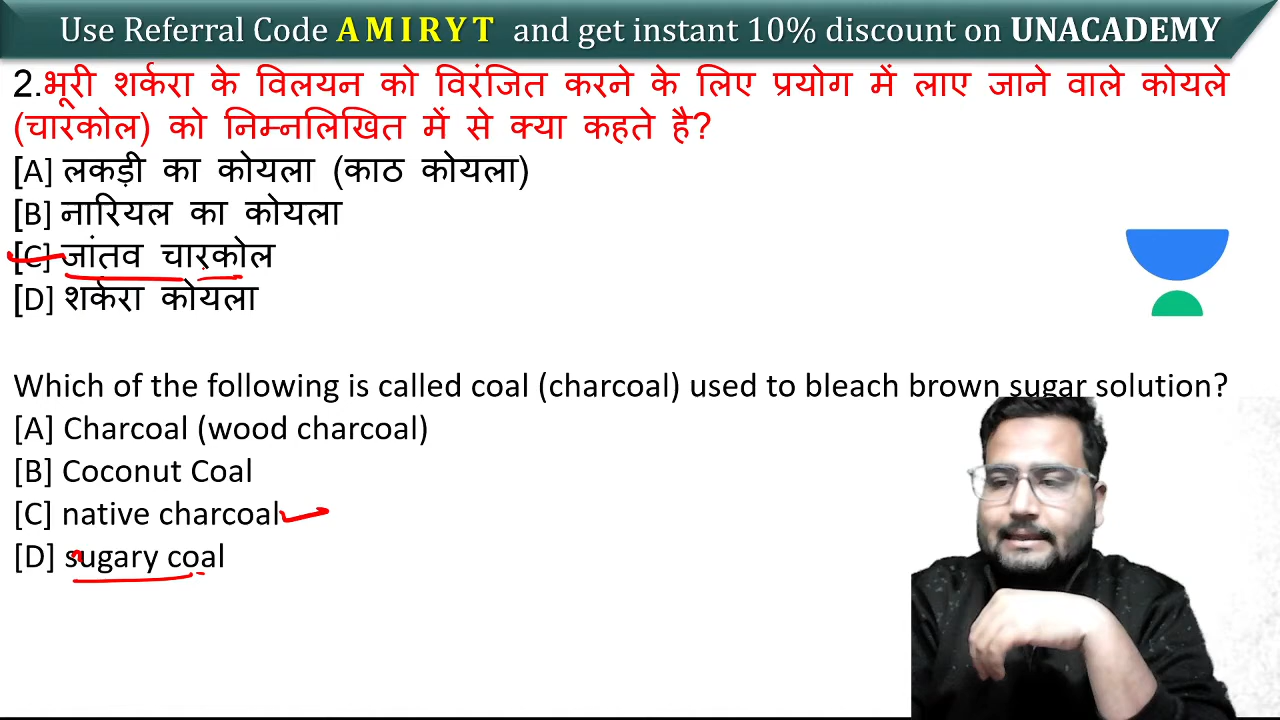 Use Referral Code AMIRYT and get instant 10% discount on UNACADEMY
2.भूरी शर्करा के विलयन को विरंजित करने के लिए प्रयोग में लाए जाने वाले कोयले
(चारकोल) को निम्नलिखित में से क्या कहते है?
[A] लकड़ी का कोयला (काठ कोयला)
[B] नारियल का कोयला
[C] जांतव चारकोल
[D] शर्करा कोयला
Which of the following is called coal (charcoal) used to bleach brown sugar solution?
[A] Charcoal (wood charcoal)
[B] Coconut Coal
[C] native charcoal
[D] sugary coal